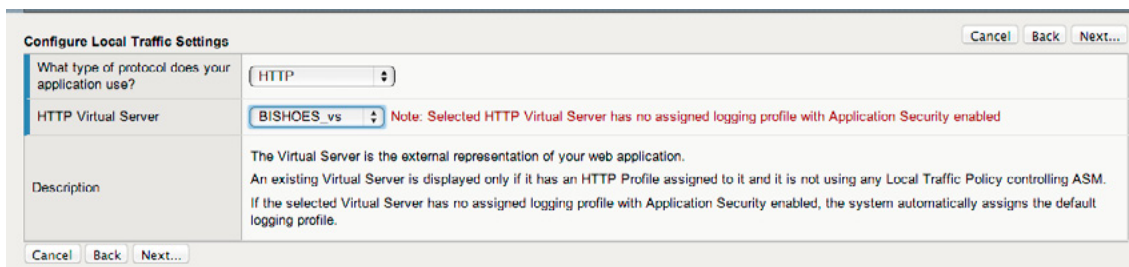 Configure Local Traffic Settings
Cancel Back Next...
What type of protocol does your
application use?
HTTP
HTTP Virtual Server
BISHOES_vs
Note: Selected HTTP Virtual Server has no assigned logging profile with Application Security enabled
Description
The Virtual Server is the external representation of your web application.
An existing Virtual Server is displayed only if it has an HTTP Profile assigned to it and it is not using any Local Traffic Policy controlling ASM.
If the selected Virtual Server has no assigned logging profile with Application Security enabled, the system automatically assigns the default
logging profile.
Cancel Back Next...